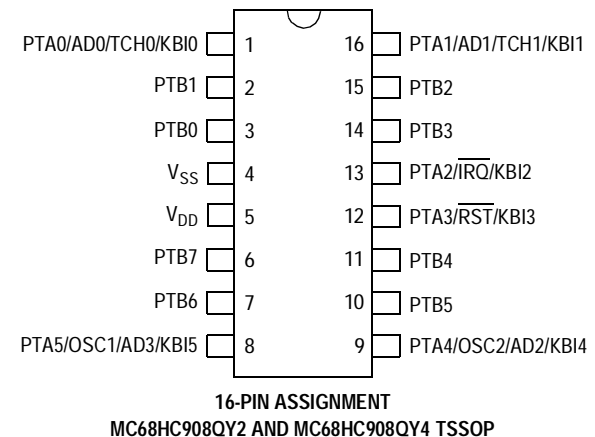 PTA0/AD0/TCH0/KBI0 1 16 PTA1/AD1/TCH1/KBI1
PTB1 2 15 PTB2
PTB0 3 14 PTB3
VSS 4 13 PTA2/IRQ/KBI2
VDD 5 12 PTA3/RST/KBI3
PTB7 6 11 PTB4
PTB6 7 10 PTB5
PTA5/OSC1/AD3/KBI5 8 9 PTA4/OSC2/AD2/KBI4
16-PIN ASSIGNMENT
MC68HC908QY2 AND MC68HC908QY4 TSSOP